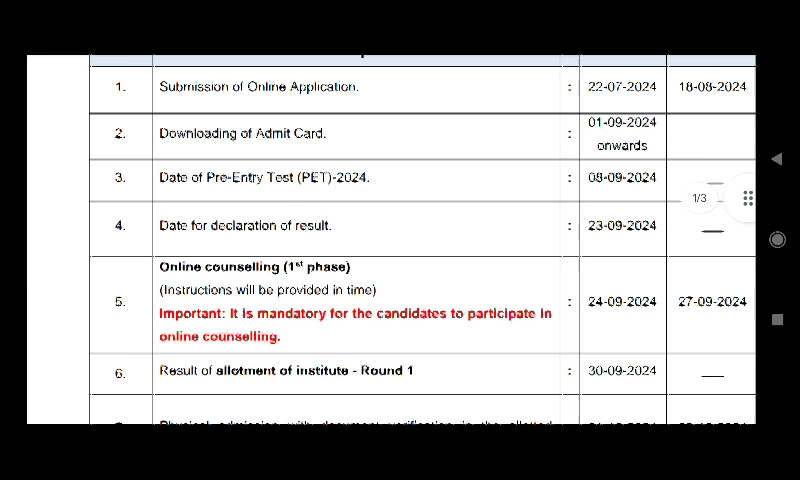 1. Submission of Online Application. : 22-07-2024 18-08-2024
2. Downloading of Admit Card. : 01-09-2024
onwards
3. Date of Pre-Entry Test (PET)-2024. : 08-09-2024
1/3
4. Date for declaration of result. : 23-09-2024
Online counselling (1st phase)
(Instructions will be provided in time)
5. : 24-09-2024 27-09-2024
Important: It is mandatory for the candidates to participate in
online counselling.
6. Result of allotment of institute - Round 1 : 30-09-2024